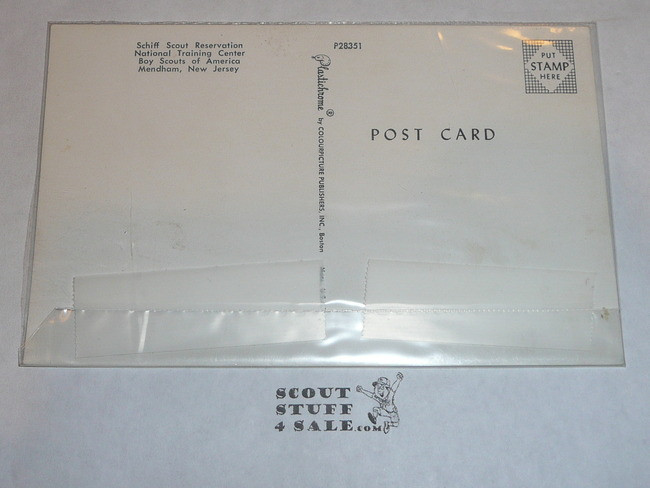 Schiff Scout Reservation
National Training Center
Boy Scouts of America
Mendham, New Jersey
P28351
Plastichrome ® by COLOURPICTURE PUBLISHERS, INC., Boston
PUT
STAMP
HERE
POST CARD
SCOUT
STUFF
4 SALE.COM